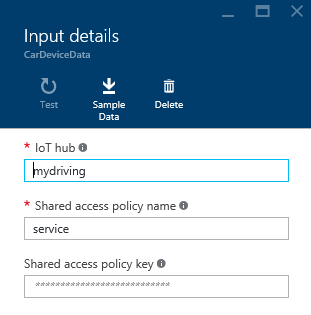 Input details
CarDeviceData
Test
Sample
Data
Delete
* IoT hub
mydriving
* Shared access policy name
service
Shared access policy key
***************************